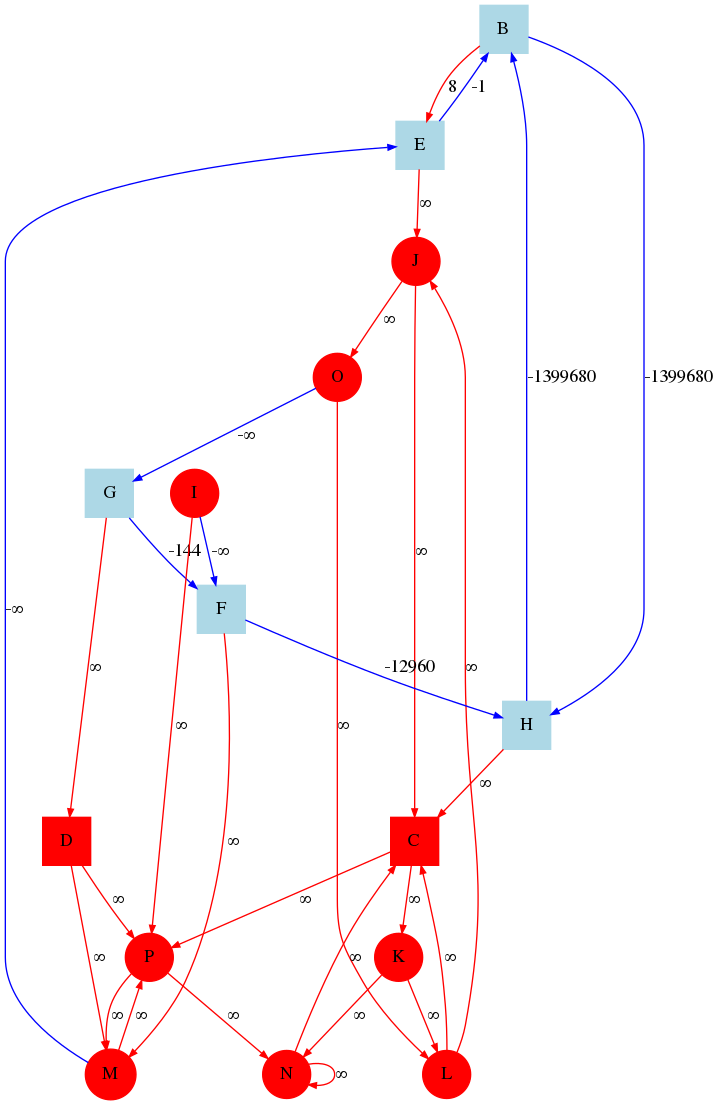 B
8 -1
-1399680 -1399680
E
∞
J
∞
O
-∞
G I
-144 -∞
∞
F
-∞
∞ -12960 ∞
∞ ∞ H
∞
D ∞ C
∞ ∞ ∞
P K
∞ ∞ ∞
∞ ∞ ∞ ∞ ∞
M N ∞ L